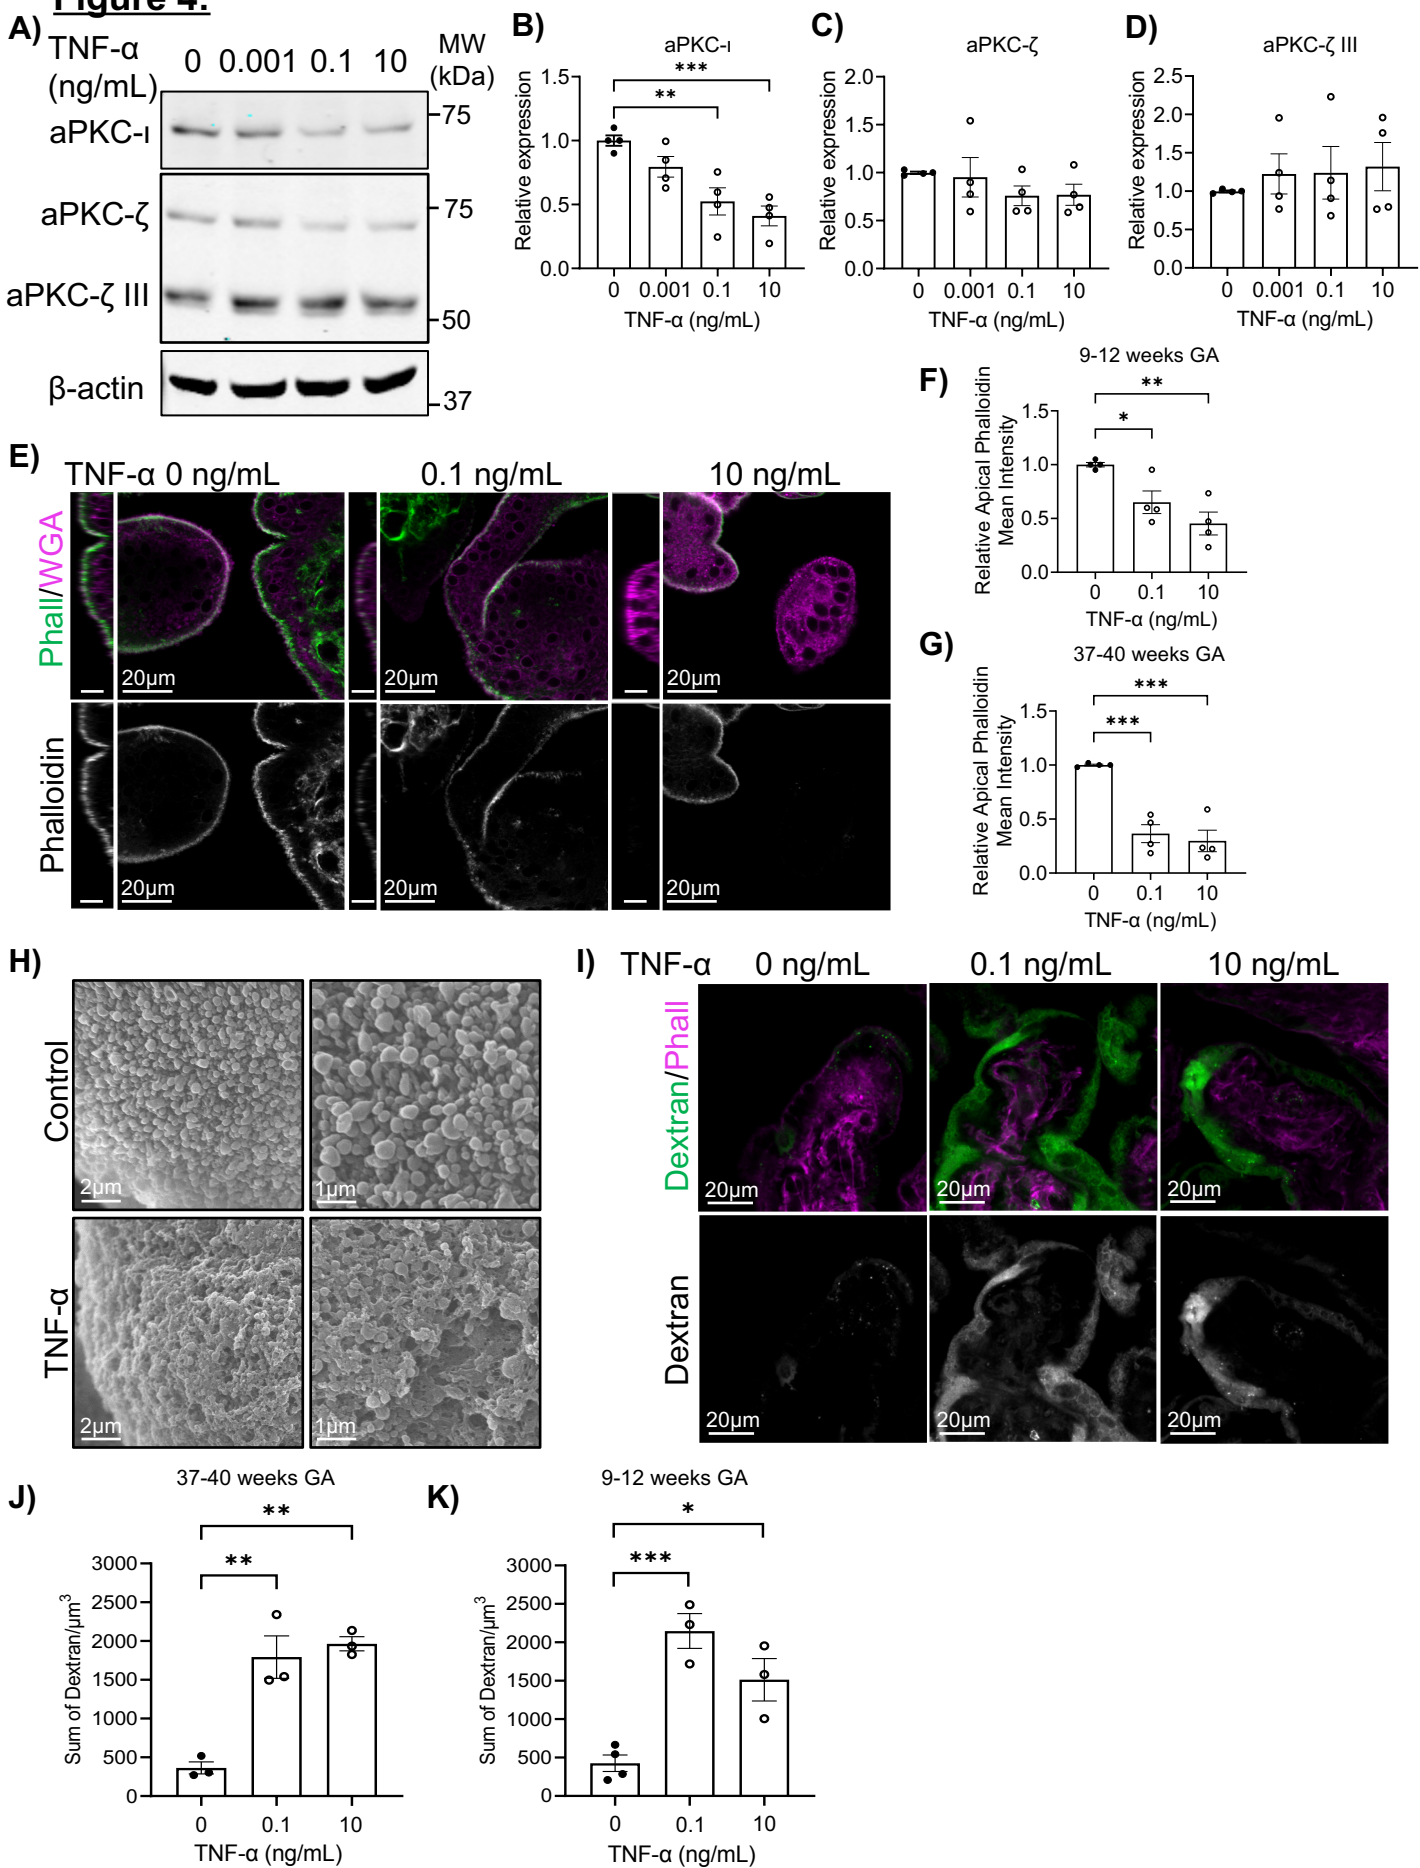 Figure 4:
A)
TNF-α
(ng/mL)
0 0.001 0.1 10
MW
(kDa)
aPKC-ι
75
aPKC-ζ
75
aPKC-ζ III
50
β-actin
37
B)
aPKC-ι
***
**
Relative expression
1.5
1.0
0.5
0.0
0 0.001 0.1 10
TNF-α (ng/mL)
C)
aPKC-ζ
Relative expression
2.0
1.5
1.0
0.5
0.0
0 0.001 0.1 10
TNF-α (ng/mL)
D)
aPKC-ζ III
Relative expression
2.5
2.0
1.5
1.0
0.5
0.0
0 0.001 0.1 10
TNF-α (ng/mL)
E)
TNF-α 0 ng/mL 0.1 ng/mL 10 ng/mL
Phall/WGA
20μm 20μm 20μm
Phalloidin
20μm 20μm 20μm
F)
9-12 weeks GA
**
*
Relative Apical Phalloidin
Mean Intensity
1.5
1.0
0.5
0.0
0 0.1 10
TNF-α (ng/mL)
G)
37-40 weeks GA
***
***
Relative Apical Phalloidin
Mean Intensity
1.5
1.0
0.5
0.0
0 0.1 10
TNF-α (ng/mL)
H)
Control
2μm 1μm
TNF-α
2μm 1μm
I)
TNF-α 0 ng/mL 0.1 ng/mL 10 ng/mL
Dextran/Phall
20μm 20μm 20μm
Dextran
20μm 20μm 20μm
J)
37-40 weeks GA
**
**
Sum of Dextran/μm³
3000
2500
2000
1500
1000
500
0
0 0.1 10
TNF-α (ng/mL)
K)
9-12 weeks GA
*
***
Sum of Dextran/μm³
3000
2500
2000
1500
1000
500
0
0 0.1 10
TNF-α (ng/mL)